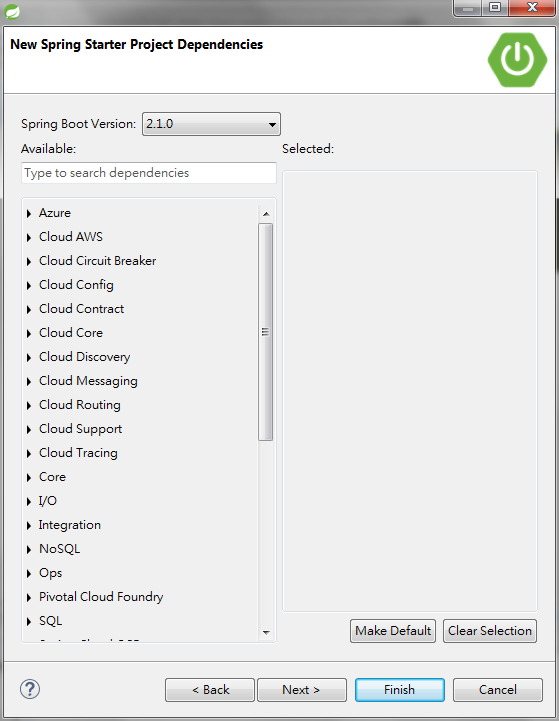 New Spring Starter Project Dependencies
Spring Boot Version: 2.1.0
Available:
Selected:
Type to search dependencies
Azure
Cloud AWS
Cloud Circuit Breaker
Cloud Config
Cloud Contract
Cloud Core
Cloud Discovery
Cloud Messaging
Cloud Routing
Cloud Support
Cloud Tracing
Core
I/O
Integration
NoSQL
Ops
Pivotal Cloud Foundry
SQL
Make Default
Clear Selection
?
< Back
Next >
Finish
Cancel